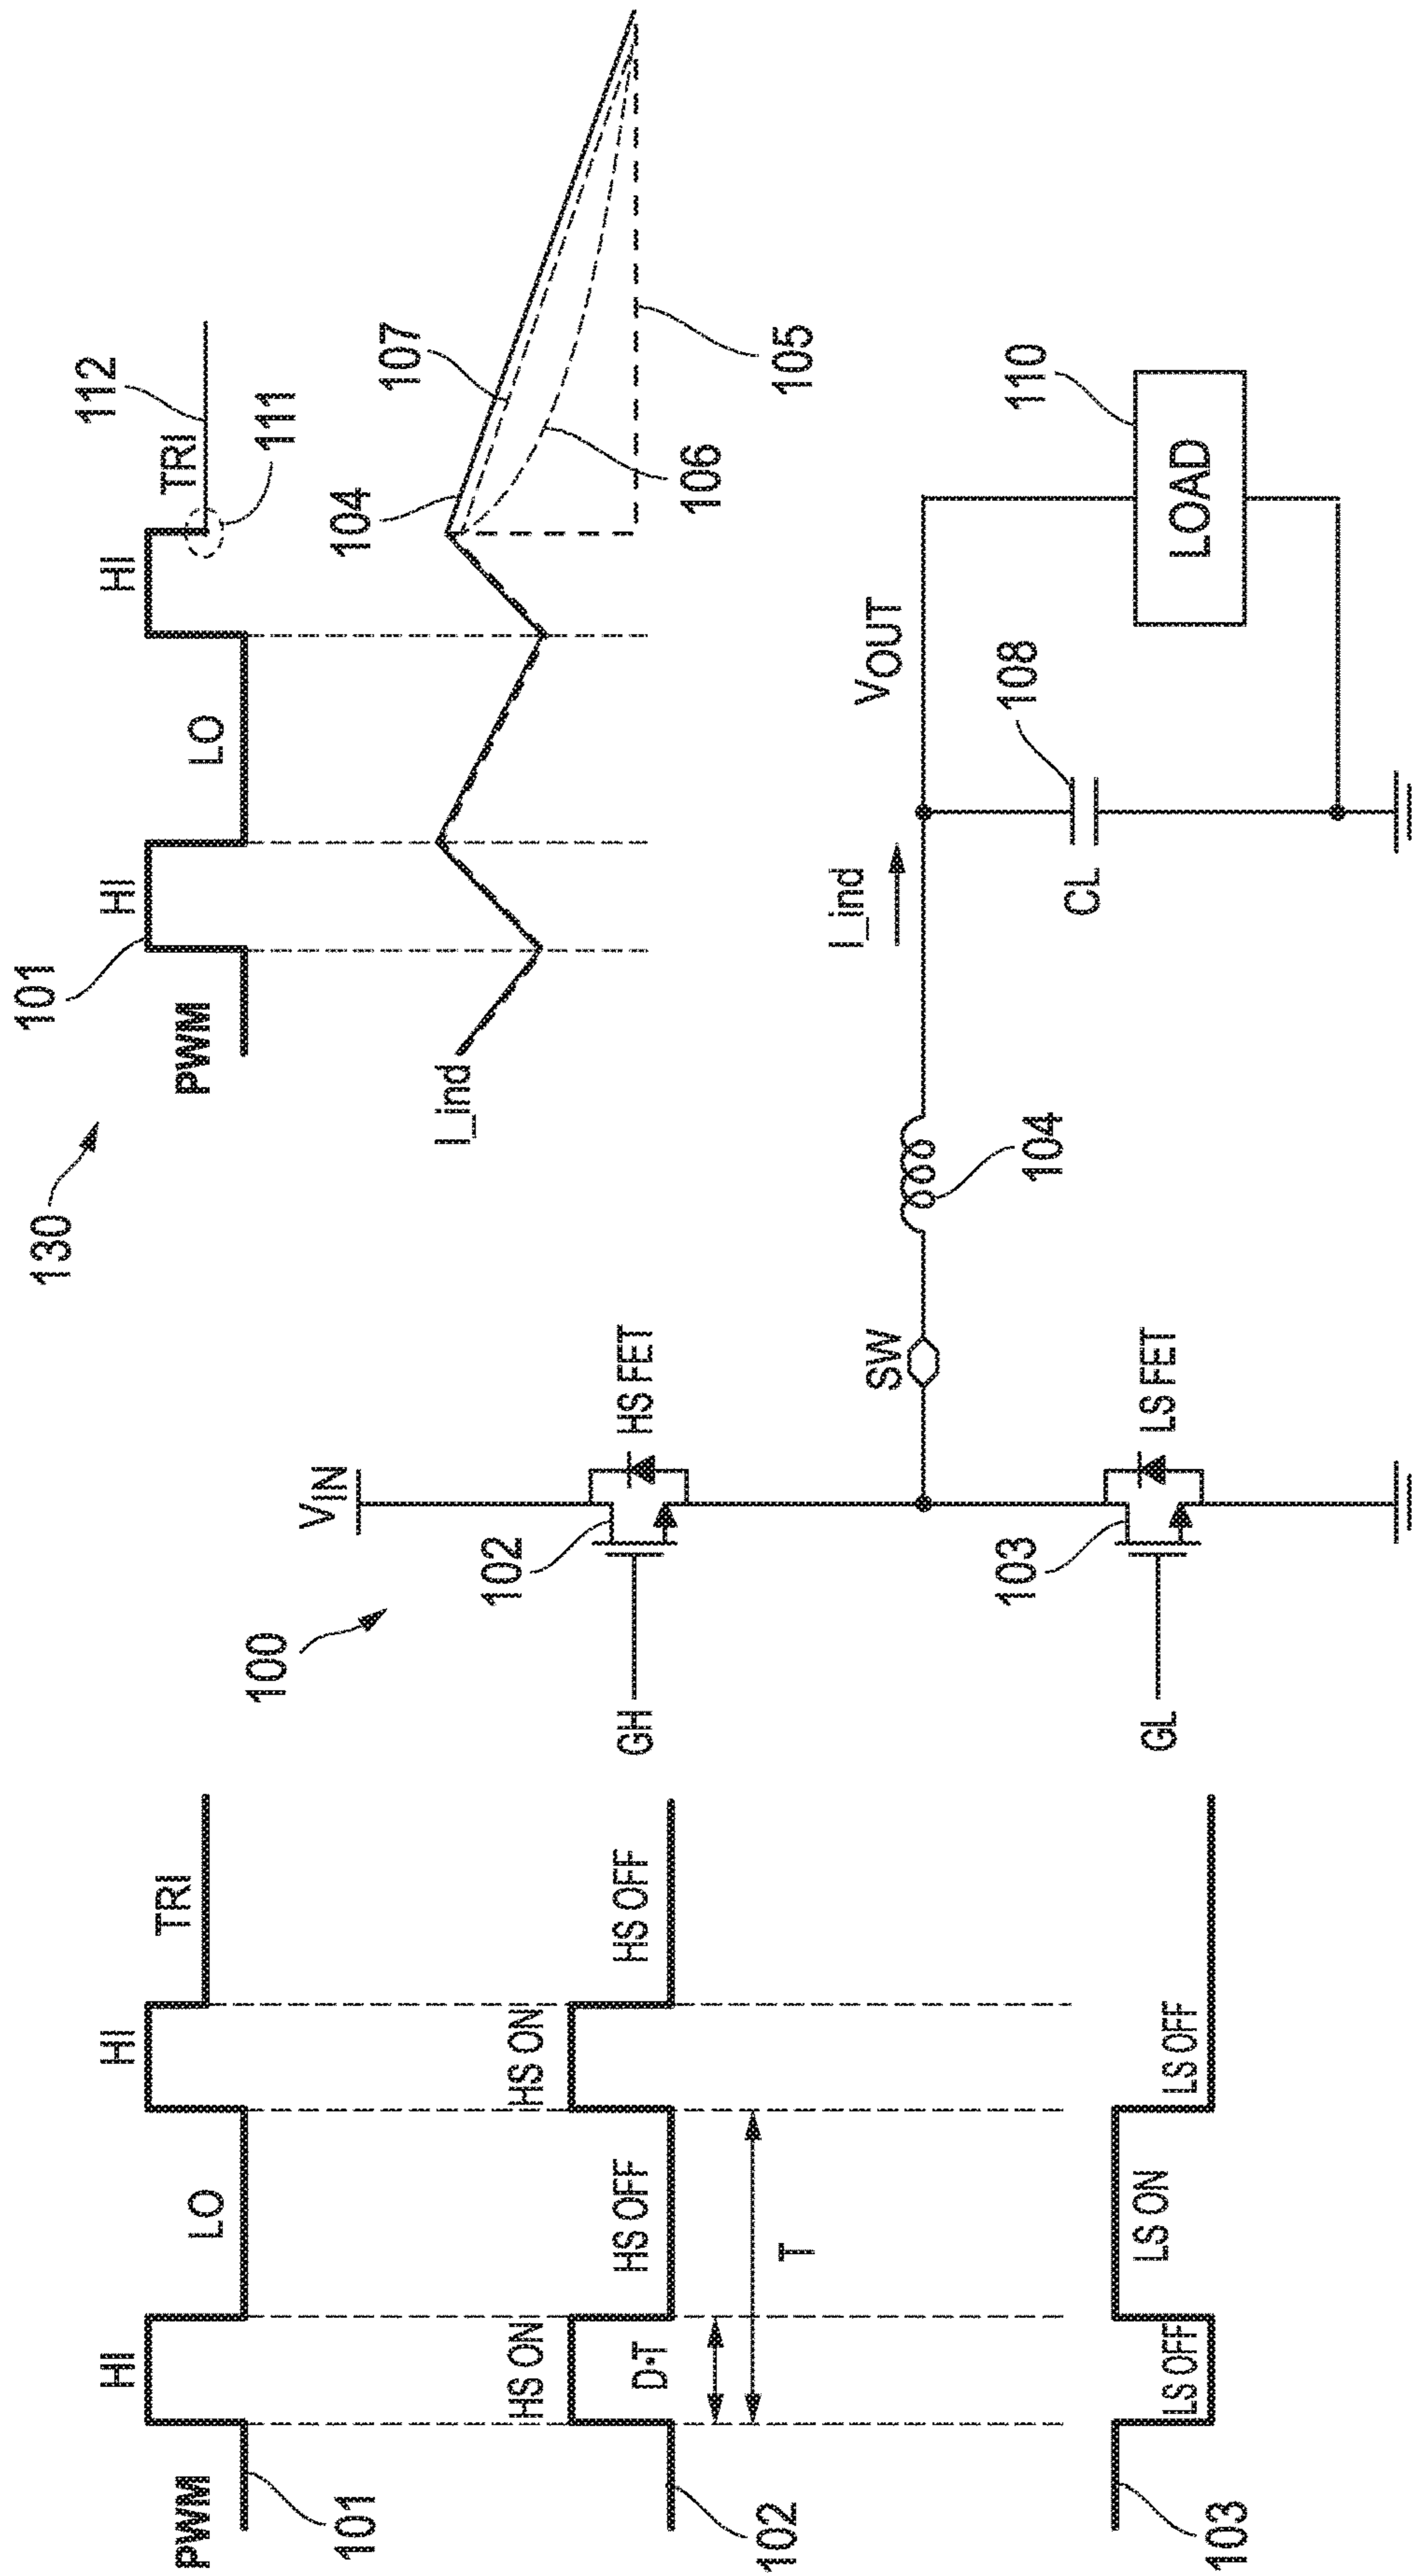 PWM
HI
LO
HI
TRI
101
HS ON
HS OFF
HS ON
HS OFF
D•T
T
102
LS OFF
LS ON
LS OFF
103
100
VIN
102
HS FET
GH
SW
103
LS FET
GL
104
I_ind
VOUT
108
CL
110
LOAD
130
101
PWM
HI
LO
HI
TRI
112
111
I_ind
104
107
106
105